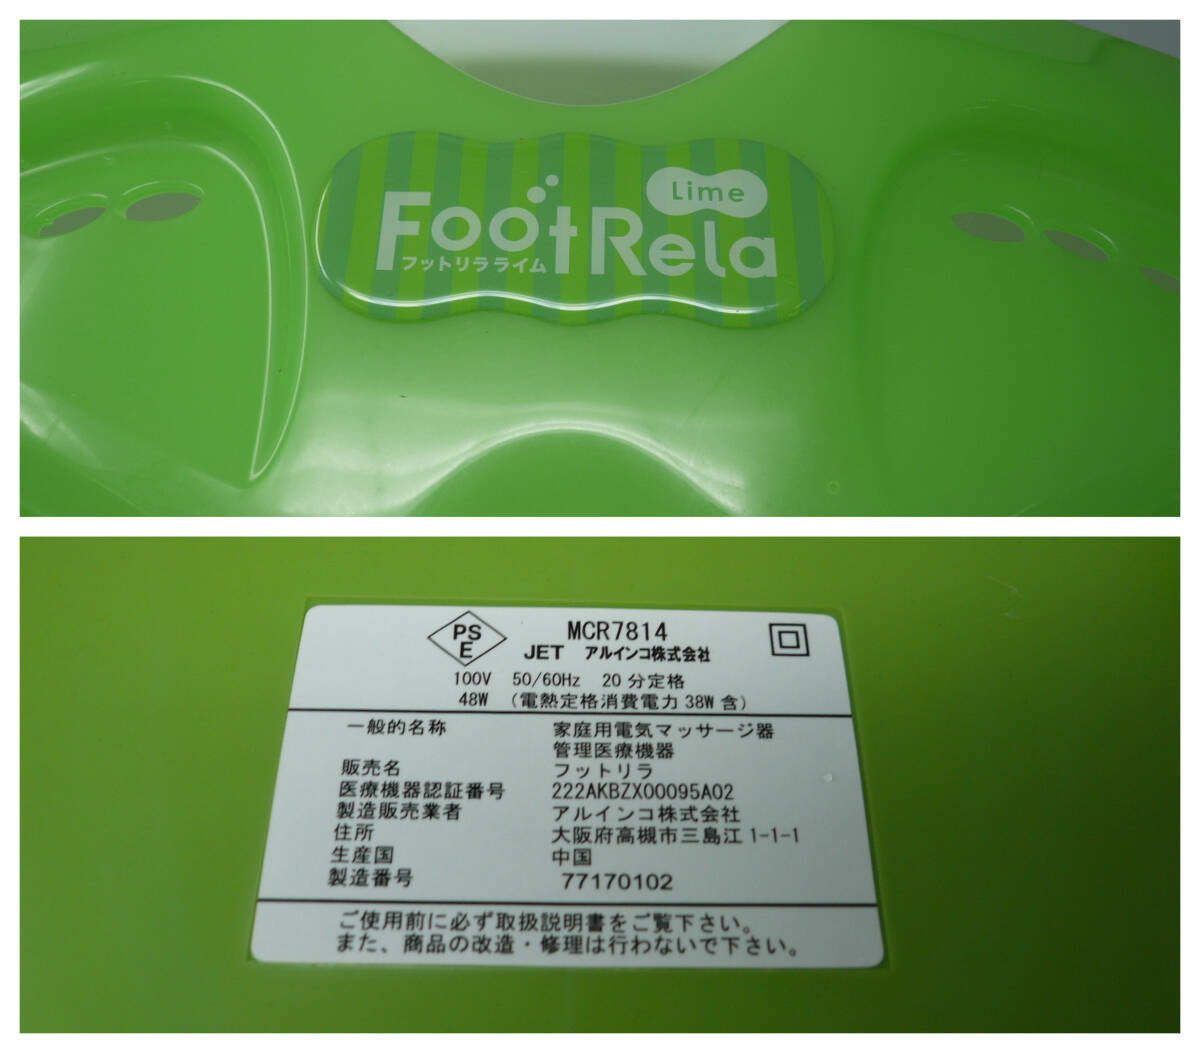 Lime
FootRela
フットリラ ライム
PS
E
MCR7814
JET アルインコ株式会社
100V 50/60Hz 20分定格
48W (電熱定格消費電力38W含)
一般的名称 家庭用電気マッサージ器
管理医療機器
販売名 フットリラ
医療機器認証番号 222AKBZX00095A02
製造販売業者 アルインコ株式会社
住所 大阪府高槻市三島江1-1-1
生産国 中国
製造番号 77170102
ご使用前に必ず取扱説明書をご覧下さい。
また、商品の改造・修理は行わないで下さい。